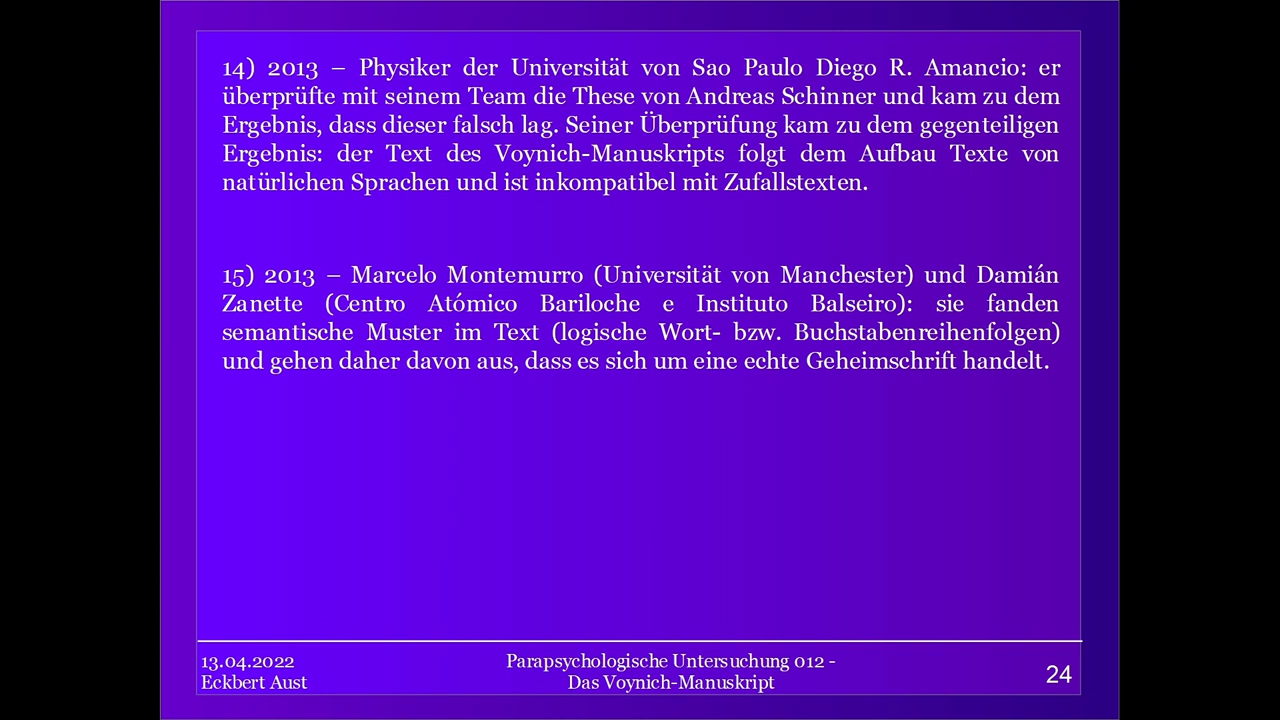 14) 2013 – Physiker der Universität von Sao Paulo Diego R. Amancio: er
überprüfte mit seinem Team die These von Andreas Schinner und kam zu dem
Ergebnis, dass dieser falsch lag. Seiner Überprüfung kam zu dem gegenteiligen
Ergebnis: der Text des Voynich-Manuskripts folgt dem Aufbau Texte von
natürlichen Sprachen und ist inkompatibel mit Zufallstexten.
15) 2013 – Marcelo Montemurro (Universität von Manchester) und Damián
Zanette (Centro Atómico Bariloche e Instituto Balseiro): sie fanden
semantische Muster im Text (logische Wort- bzw. Buchstabenreihenfolgen)
und gehen daher davon aus, dass es sich um eine echte Geheimschrift handelt.
13.04.2022
Eckbert Aust
Parapsychologische Untersuchung 012 -
Das Voynich-Manuskript
24